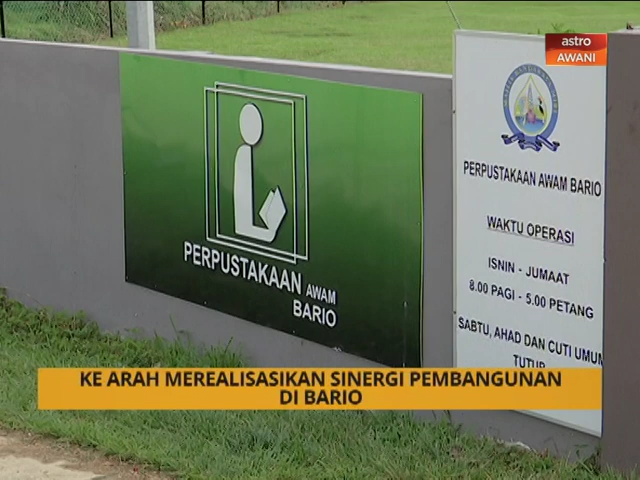 astro
AWANI
PERPUSTAKAAN AWAM
BARIO
PERPUSTAKAAN AWAM BARIO
WAKTU OPERASI
ISNIN - JUMAAT
8.00 PAGI - 5.00 PETANG
SABTU, AHAD DAN CUTI UMUM
TUTUP
KE ARAH MEREALISASIKAN SINERGI PEMBANGUNAN
DI BARIO